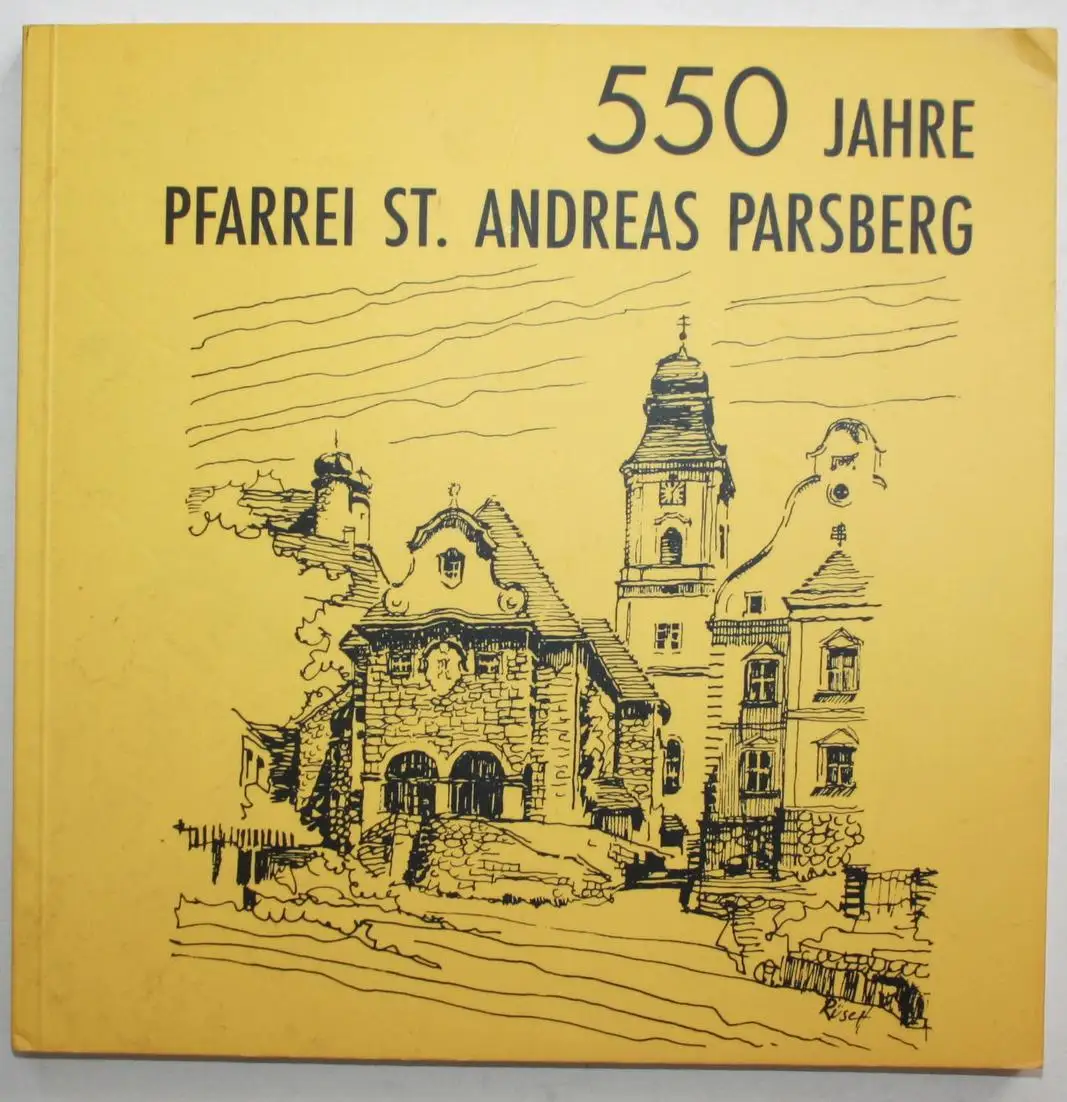 550 JAHRE
PFARREI ST. ANDREAS PARSBERG